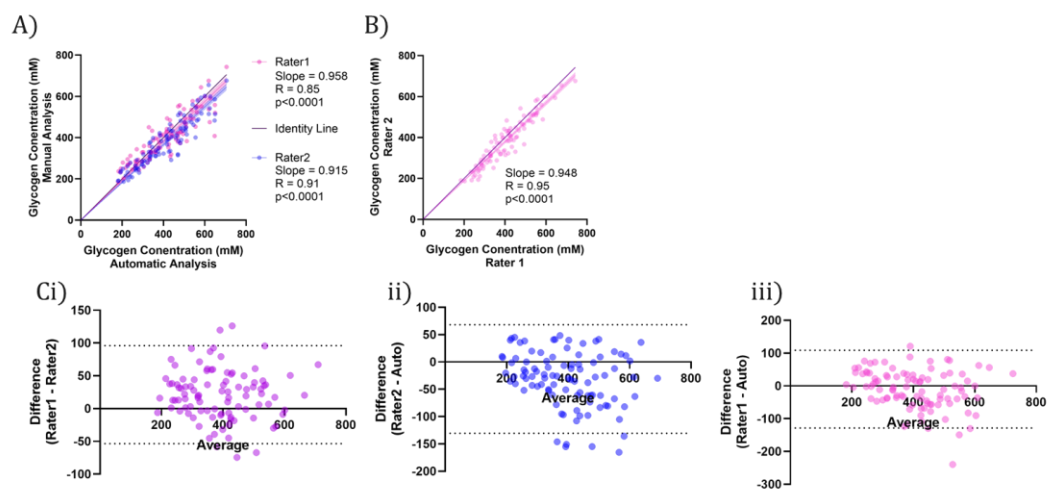 A)
Glycogen Conentration (mM)
Manual Analysis
800
600
400
200
0
0 200 400 600 800
Glycogen Conentration (mM)
Automatic Analysis
Rater1
Slope = 0.958
R = 0.85
p<0.0001
Identity Line
Rater2
Slope = 0.915
R = 0.91
p<0.0001
B)
Glycogen Conentration (mM)
Rater 2
800
600
400
200
0
0 200 400 600 800
Glycogen Conentration (mM)
Rater 1
Slope = 0.948
R = 0.95
p<0.0001
Ci)
Difference
(Rater1 - Rater2)
150
100
50
0
-50
-100
200 400 600 800
Average
ii)
Difference
(Rater2 - Auto)
100
50
0
-50
-100
-150
-200
200 400 600 800
Average
iii)
Difference
(Rater1 - Auto)
200
100
0
-100
-200
-300
200 400 600 800
Average